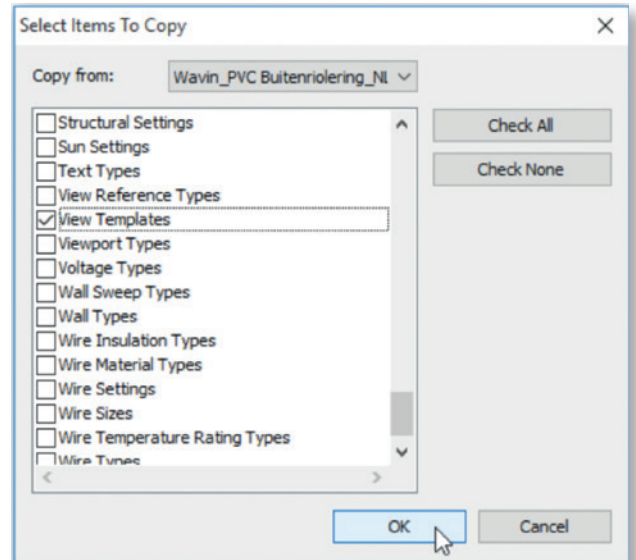 Select Items To Copy
Copy from: Wavin_PVC Buitenriolering_NL
Structural Settings
Check All
Sun Settings
Text Types
Check None
View Reference Types
View Templates
Viewport Types
Voltage Types
Wall Sweep Types
Wall Types
Wire Insulation Types
Wire Material Types
Wire Settings
Wire Sizes
Wire Temperature Rating Types
Wire Types
OK Cancel